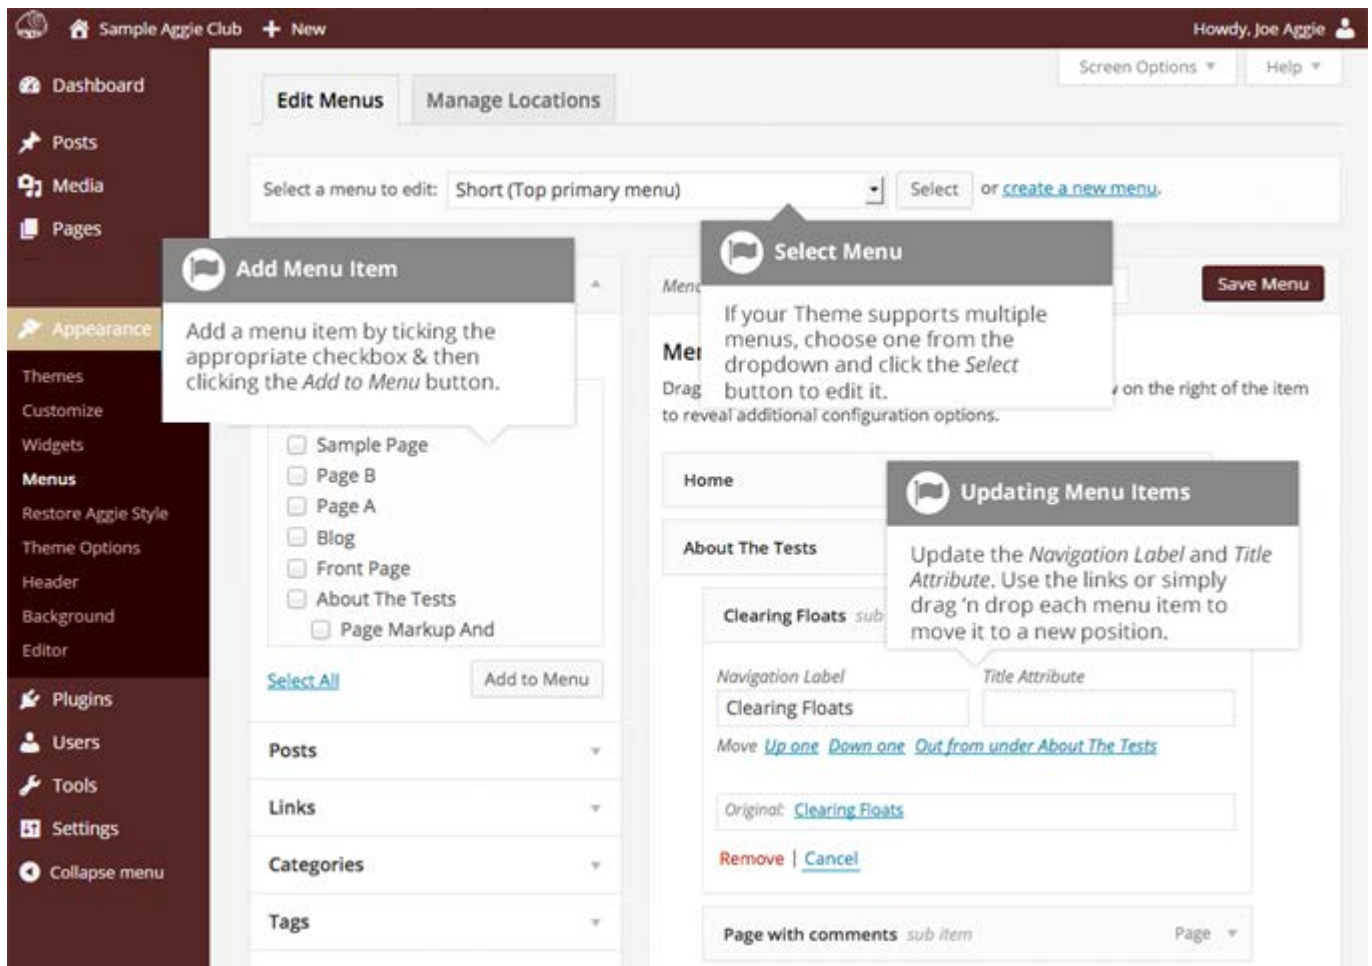 Sample Aggie Club
New
Howdy, Joe Aggie
Screen Options
Help
Dashboard
Posts
Media
Pages
Appearance
Themes
Customize
Widgets
Menus
Restore Aggie Style
Theme Options
Header
Background
Editor
Plugins
Users
Tools
Settings
Collapse menu
Edit Menus
Manage Locations
Select a menu to edit: Short (Top primary menu) Select or create a new menu.
Add Menu Item
Add a menu item by ticking the
appropriate checkbox & then
clicking the Add to Menu button.
Sample Page
Page B
Page A
Blog
Front Page
About The Tests
Page Markup And
Select All
Add to Menu
Posts
Links
Categories
Tags
Select Menu
If your Theme supports multiple
menus, choose one from the
dropdown and click the Select
button to edit it.
Save Menu
Drag
on the right of the item
to reveal additional configuration options.
Home
About The Tests
Updating Menu Items
Update the Navigation Label and Title
Attribute. Use the links or simply
drag ‘n drop each menu item to
move it to a new position.
Clearing Floats sub
Navigation Label
Title Attribute
Clearing Floats
Move Up one Down one Out from under About The Tests
Original: Clearing Floats
Remove | Cancel
Page with comments sub item
Page